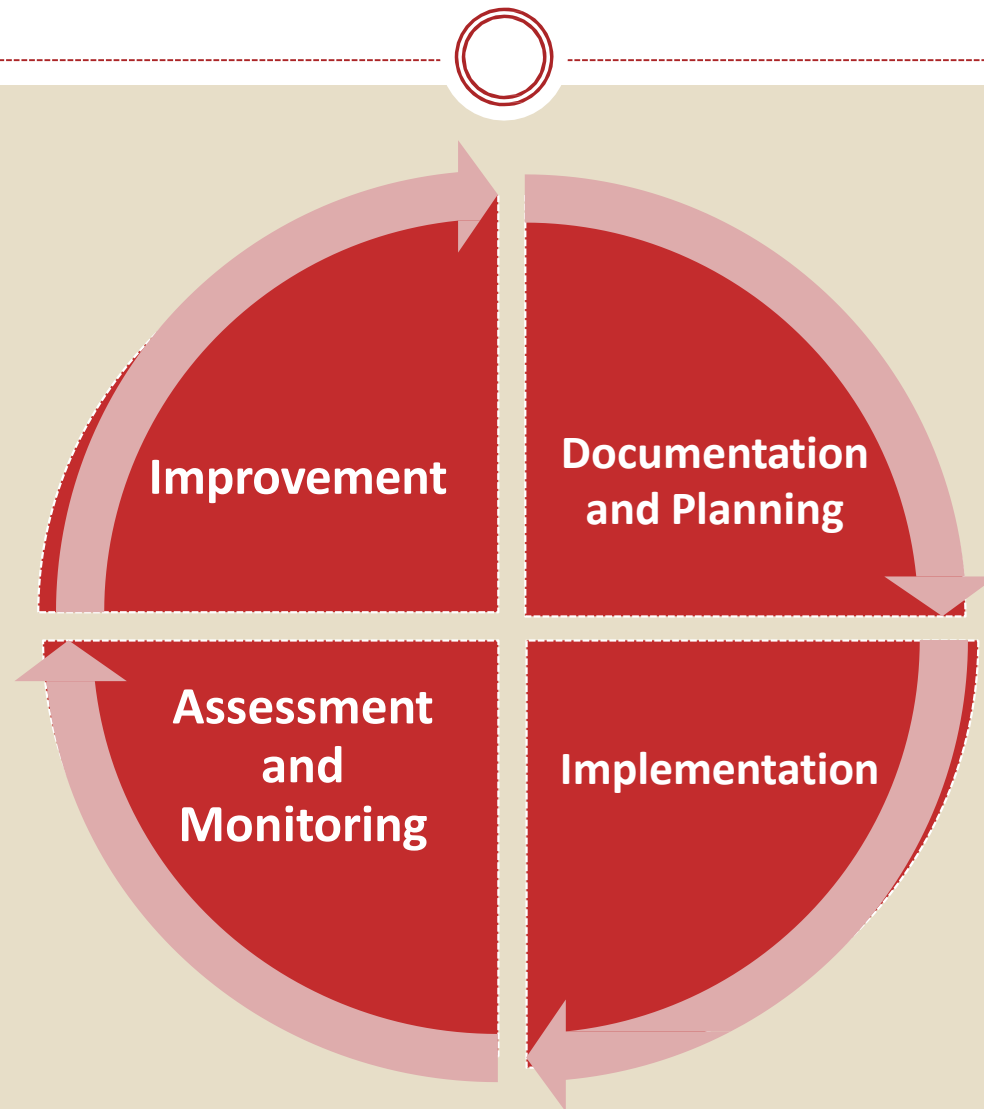 Improvement
Documentation
and Planning
Assessment
and
Monitoring
Implementation